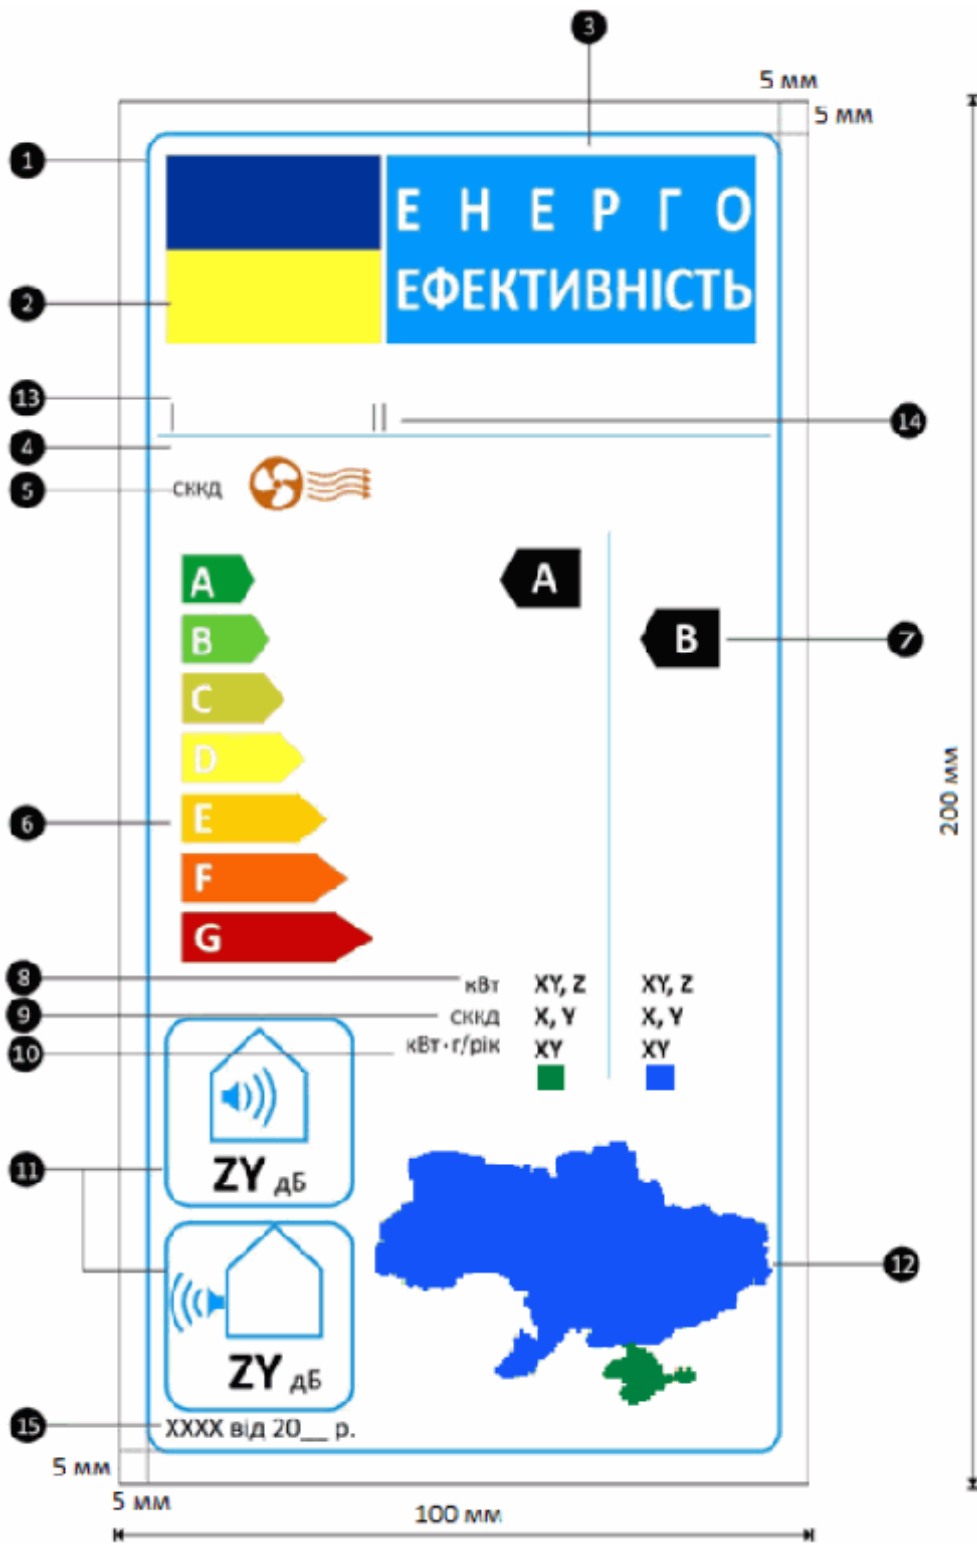 3
5 мм
5 мм
1
Е Н Е Р Г О
ЕФЕКТИВНІСТЬ
2
13
14
4
5
СККД
A
A
B
B
7
C
D
200 мм
6
E
F
G
8
кВт XY, Z XY, Z
9
СККД X, Y X, Y
10
кВт·г/рік XY XY
11
ZY дБ
12
ZY дБ
15
XXXX від 20__ р.
5 мм
5 мм
100 мм